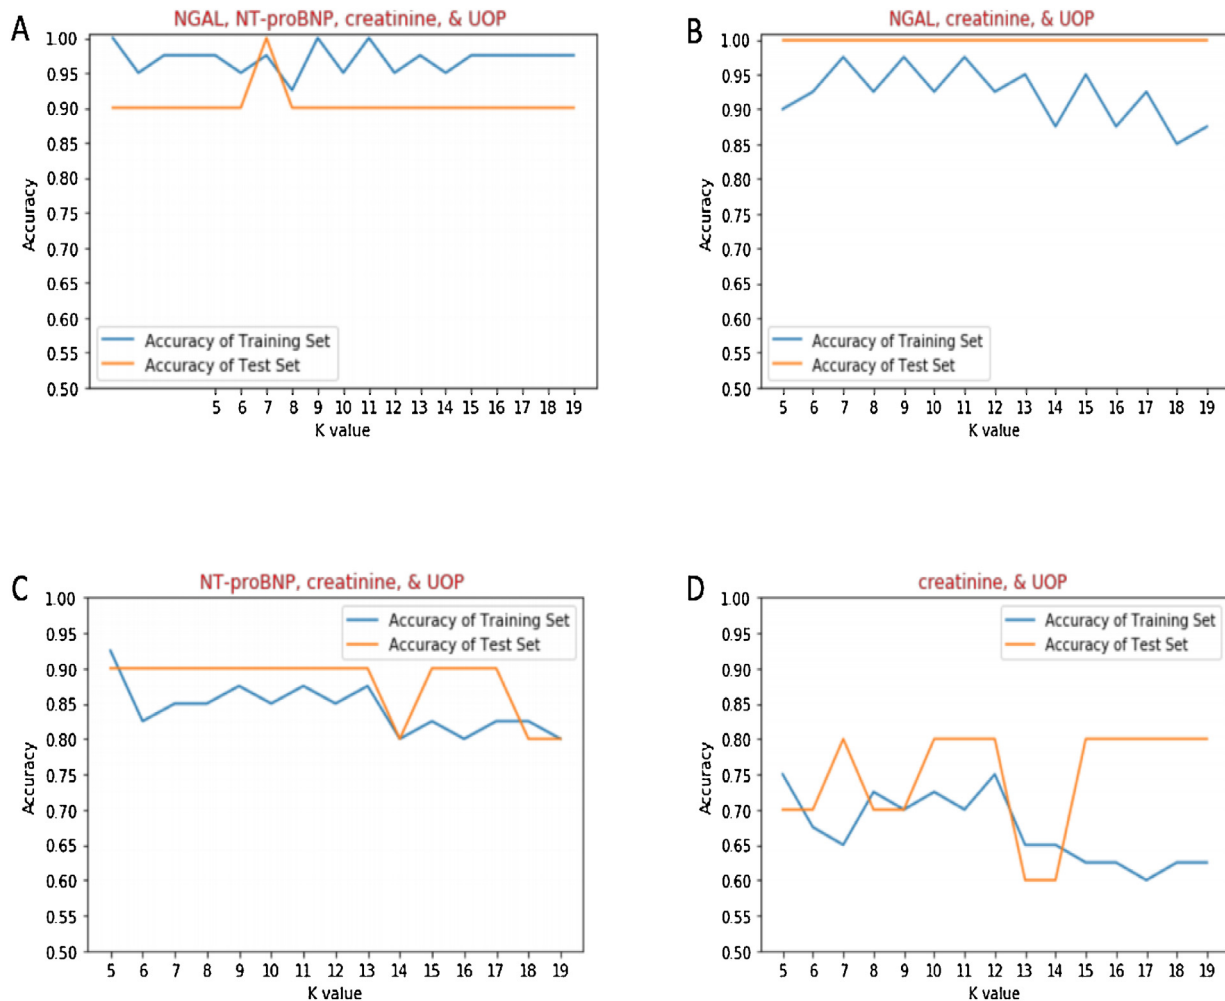 A
NGAL, NT-proBNP, creatinine, & UOP
1.00
0.95
0.90
0.85
0.80
0.75
0.70
0.65
0.60
0.55
0.50
Accuracy
Accuracy of Training Set
Accuracy of Test Set
5 6 7 8 9 10 11 12 13 14 15 16 17 18 19
K value
B
NGAL, creatinine, & UOP
1.00
0.95
0.90
0.85
0.80
0.75
0.70
0.65
0.60
0.55
0.50
Accuracy
Accuracy of Training Set
Accuracy of Test Set
5 6 7 8 9 10 11 12 13 14 15 16 17 18 19
K value
C
NT-proBNP, creatinine, & UOP
1.00
0.95
0.90
0.85
0.80
0.75
0.70
0.65
0.60
0.55
0.50
Accuracy
Accuracy of Training Set
Accuracy of Test Set
5 6 7 8 9 10 11 12 13 14 15 16 17 18 19
K value
D
creatinine, & UOP
1.00
0.95
0.90
0.85
0.80
0.75
0.70
0.65
0.60
0.55
0.50
Accuracy
Accuracy of Training Set
Accuracy of Test Set
5 6 7 8 9 10 11 12 13 14 15 16 17 18 19
K value